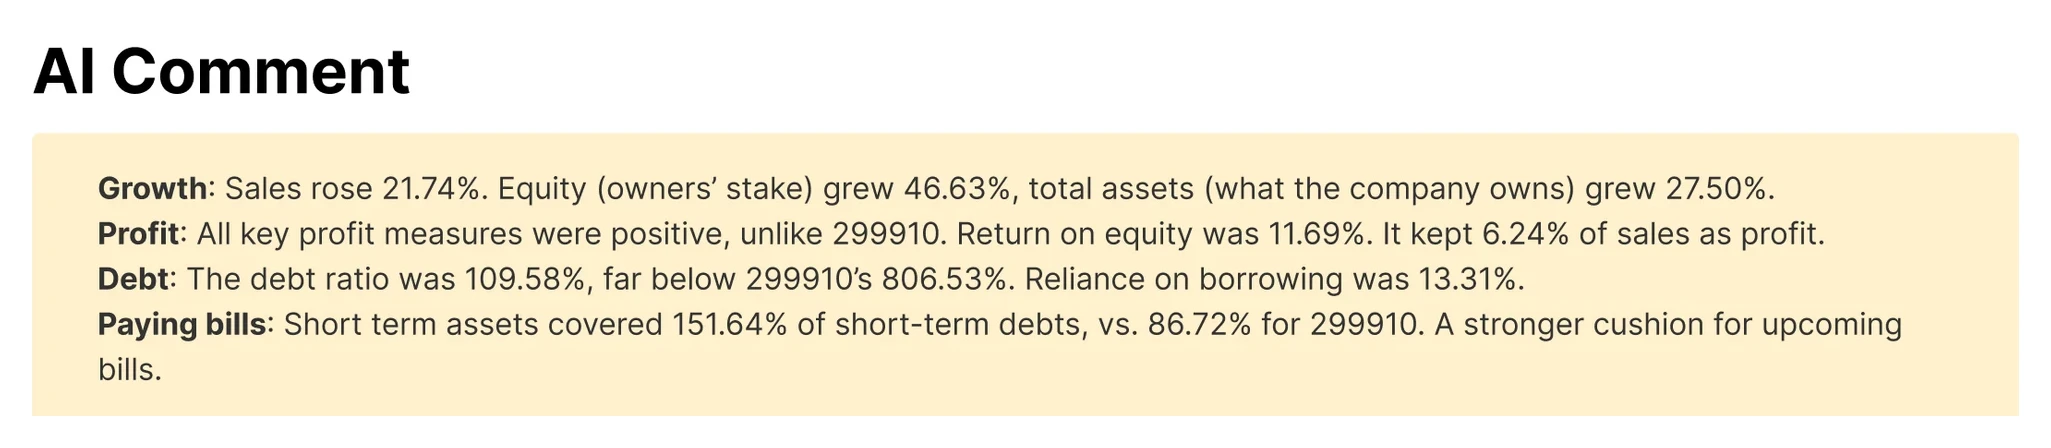 AI Comment
Growth: Sales rose 21.74%. Equity (owners’ stake) grew 46.63%, total assets (what the company owns) grew 27.50%.
Profit: All key profit measures were positive, unlike 299910. Return on equity was 11.69%. It kept 6.24% of sales as profit.
Debt: The debt ratio was 109.58%, far below 299910’s 806.53%. Reliance on borrowing was 13.31%.
Paying bills: Short term assets covered 151.64% of short-term debts, vs. 86.72% for 299910. A stronger cushion for upcoming
bills.